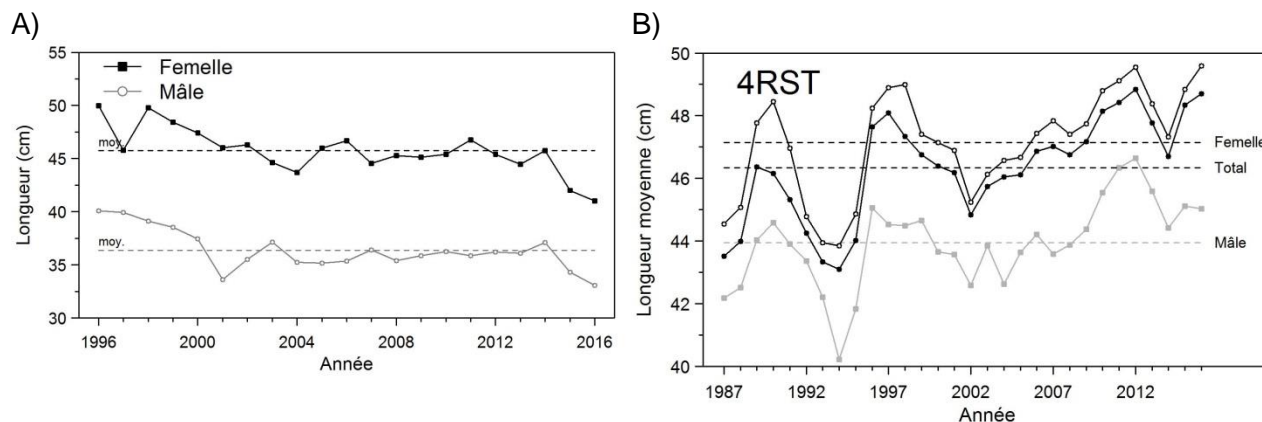 A)
Femelle
Mâle
Longueur (cm)
55
50
45
40
35
30
moy.
moy.
1996
2000
2004
2008
2012
2016
Année
B)
4RST
Longueur moyenne (cm)
50
48
46
44
42
40
Femelle
Total
Mâle
1987
1992
1997
2002
2007
2012
Année